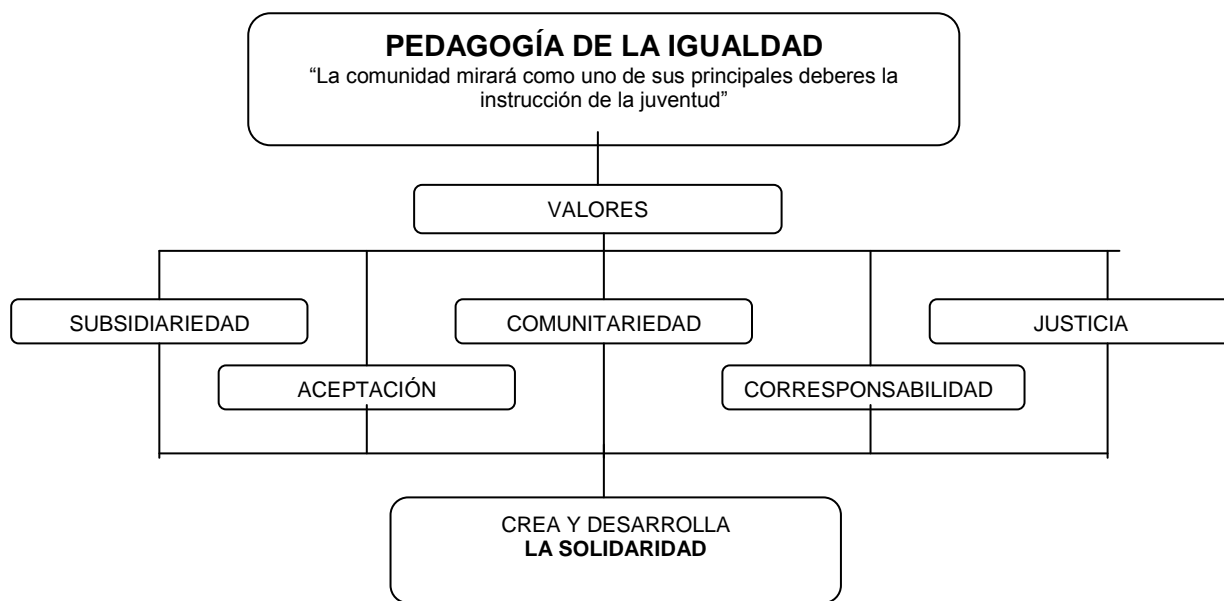 PEDAGOGÍA DE LA IGUALDAD
“La comunidad mirará como uno de sus principales deberes la
instrucción de la juventud”
VALORES
SUBSIDIARIEDAD
COMUNITARIEDAD
JUSTICIA
ACEPTACIÓN
CORRESPONSABILIDAD
CREA Y DESARROLLA
LA SOLIDARIDAD